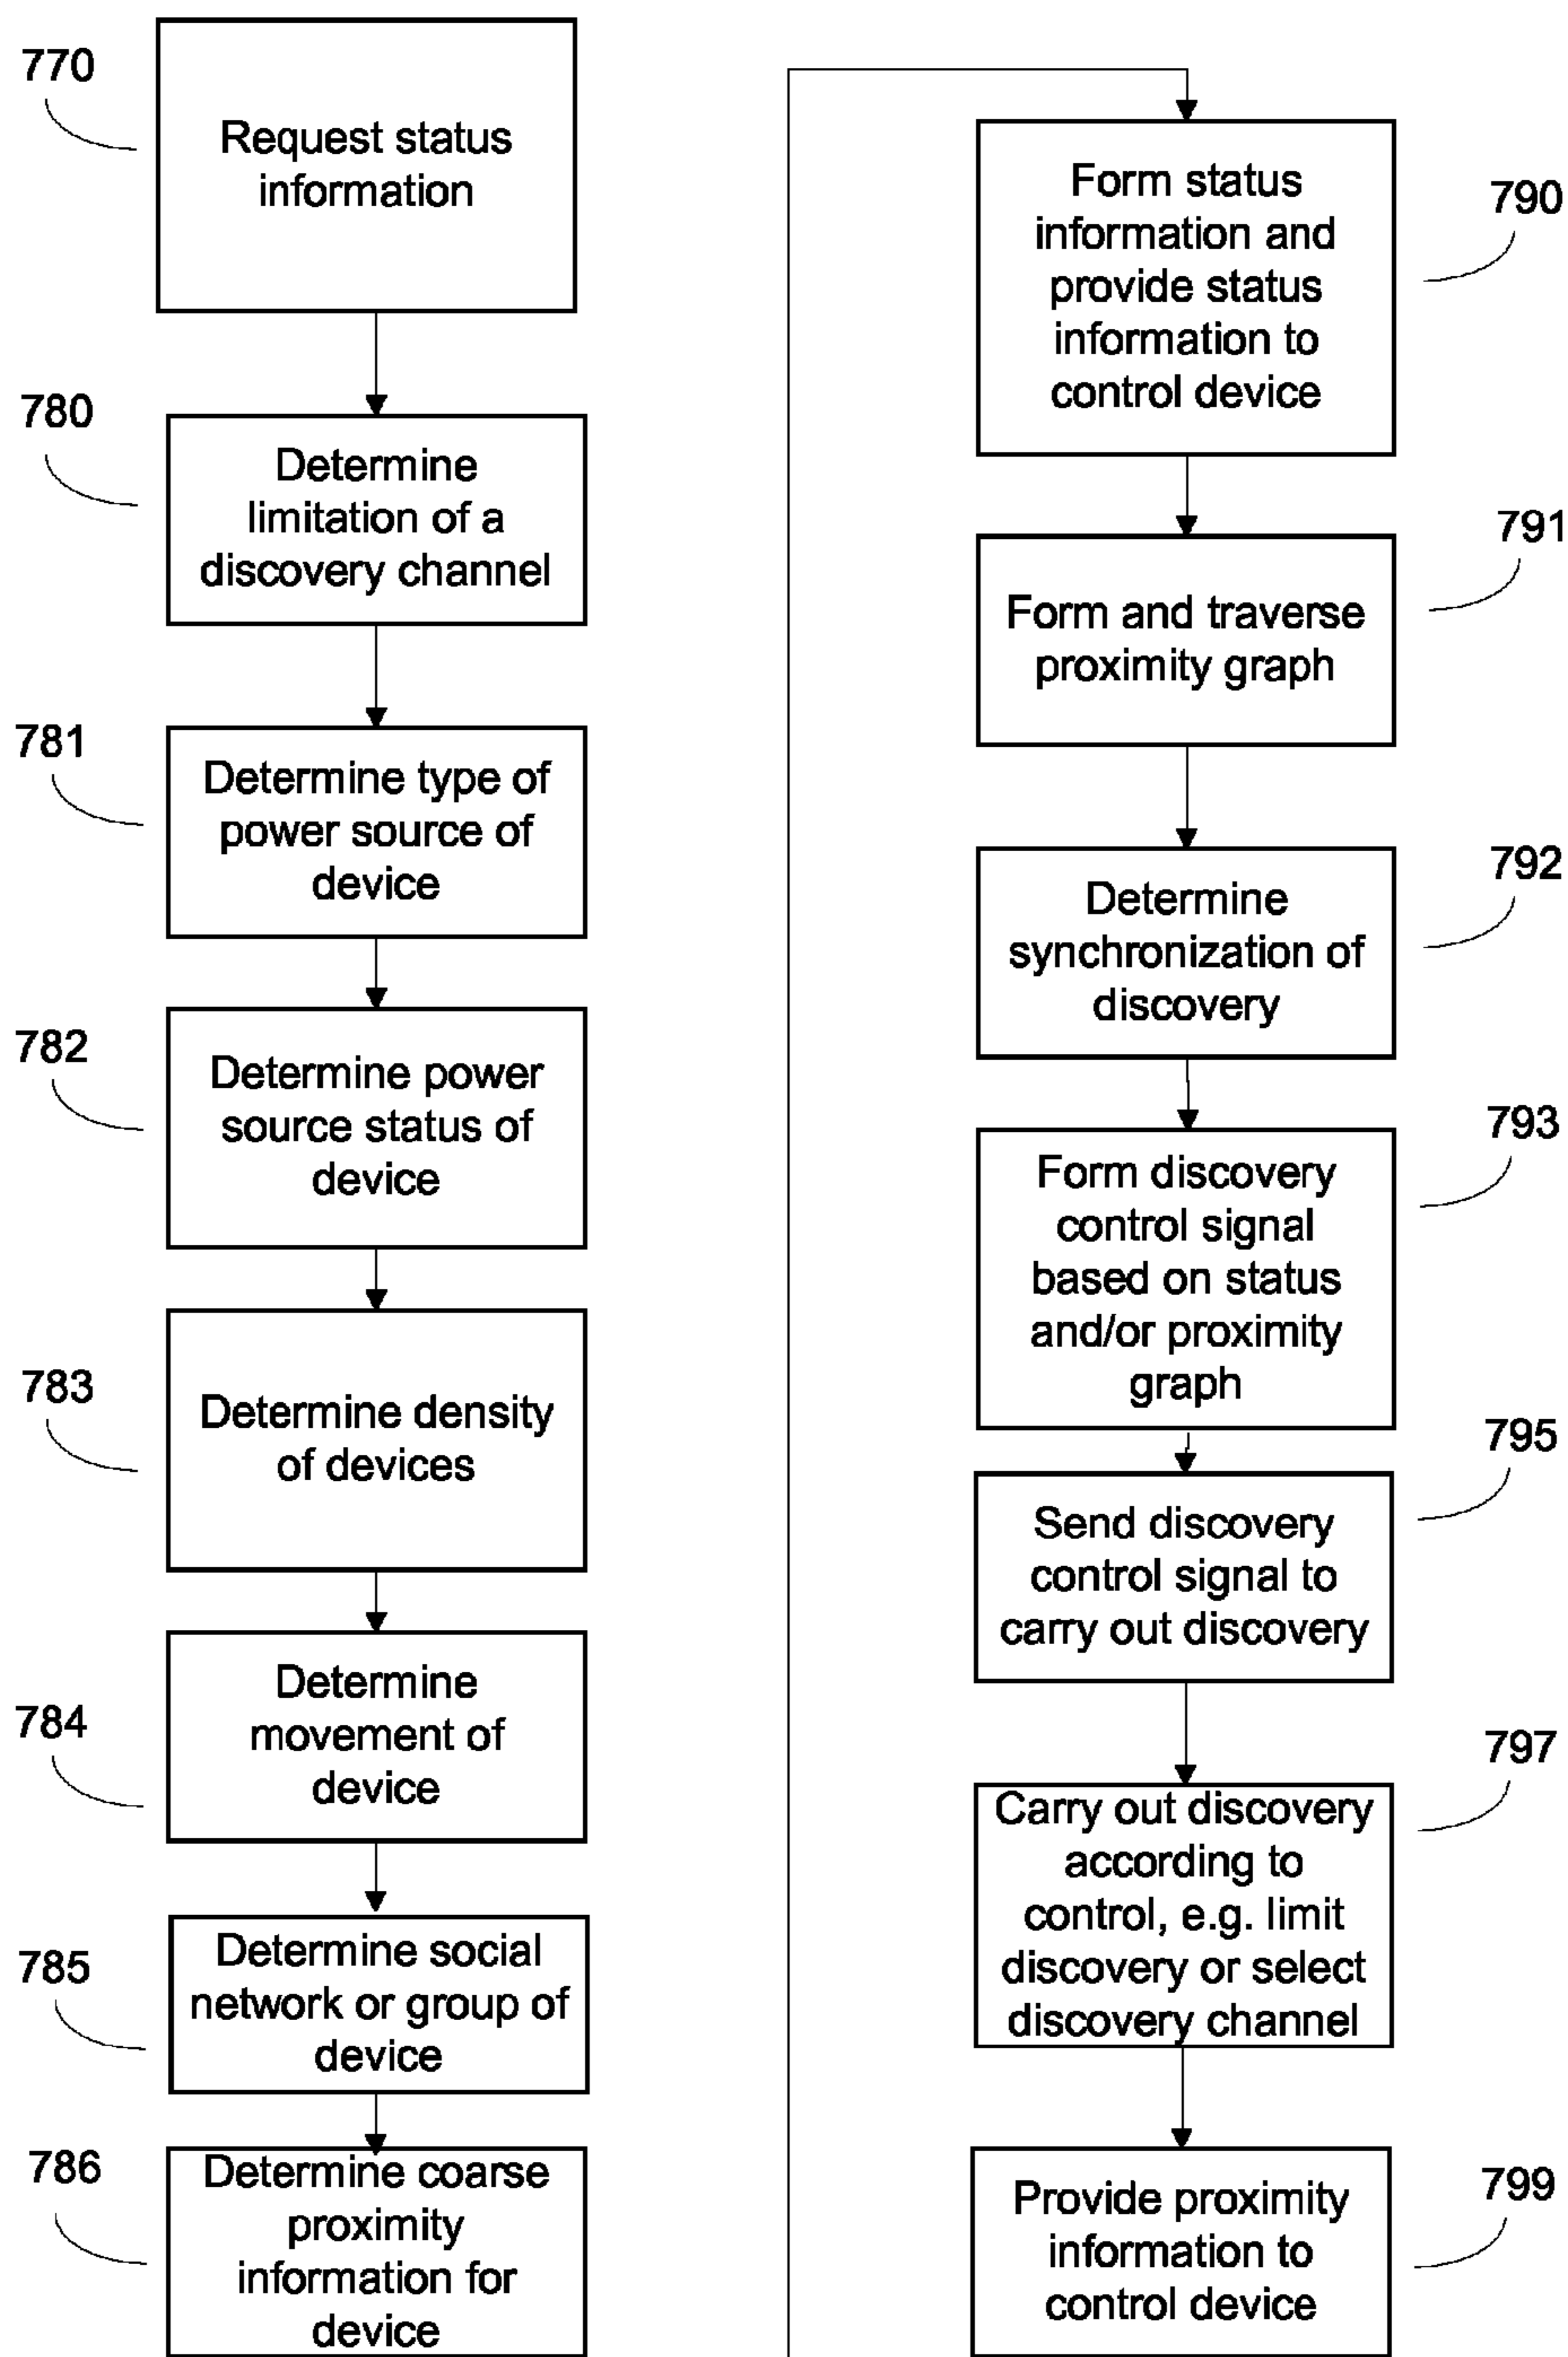 770
Request status
information
780
Determine
limitation of a
discovery channel
781
Determine type of
power source of
device
782
Determine power
source status of
device
783
Determine density
of devices
784
Determine
movement of
device
785
Determine social
network or group of
device
786
Determine coarse
proximity
information for
device
Form status
information and
provide status
information to
control device
790
Form and traverse
proximity graph
791
Determine
synchronization of
discovery
792
Form discovery
control signal
based on status
and/or proximity
graph
793
Send discovery
control signal to
carry out discovery
795
Carry out discovery
according to
control, e.g. limit
discovery or select
discovery channel
797
Provide proximity
information to
control device
799